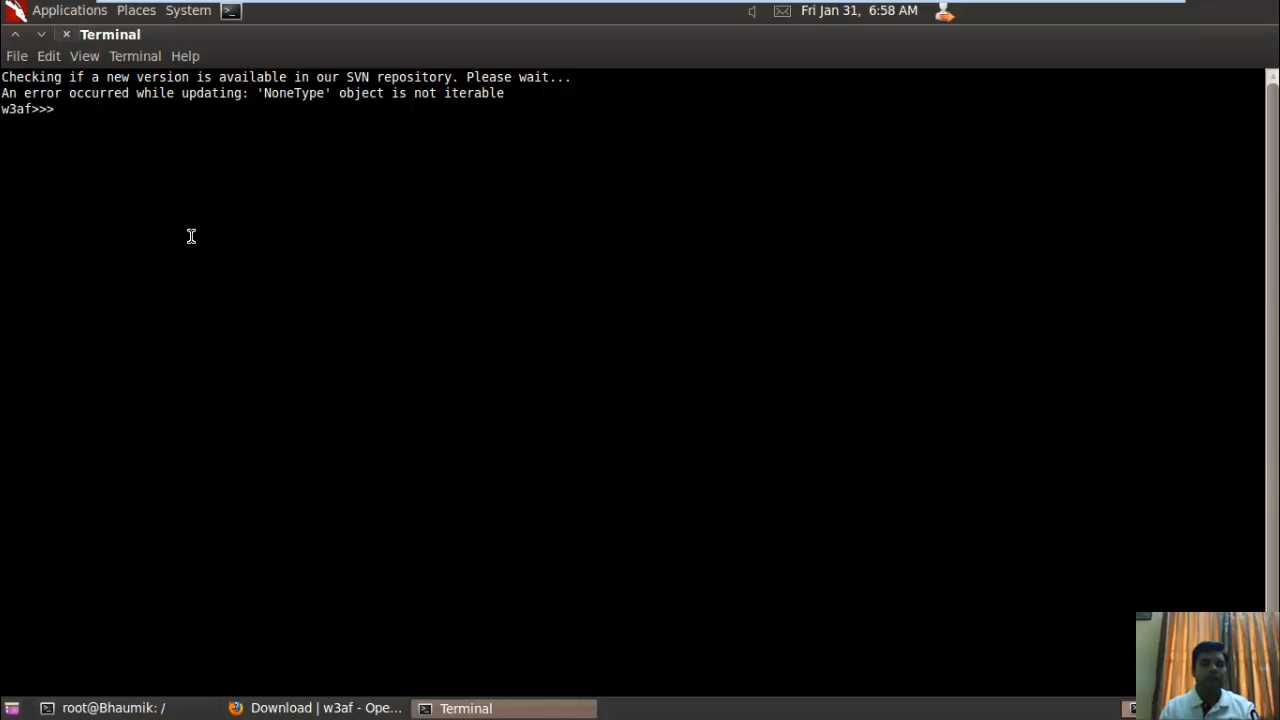 Applications Places System
Fri Jan 31, 6:58 AM
Terminal
File Edit View Terminal Help
Checking if a new version is available in our SVN repository. Please wait...
An error occurred while updating: 'NoneType' object is not iterable
w3af>>>
root@Bhaumik: /
Download | w3af - Ope...
Terminal